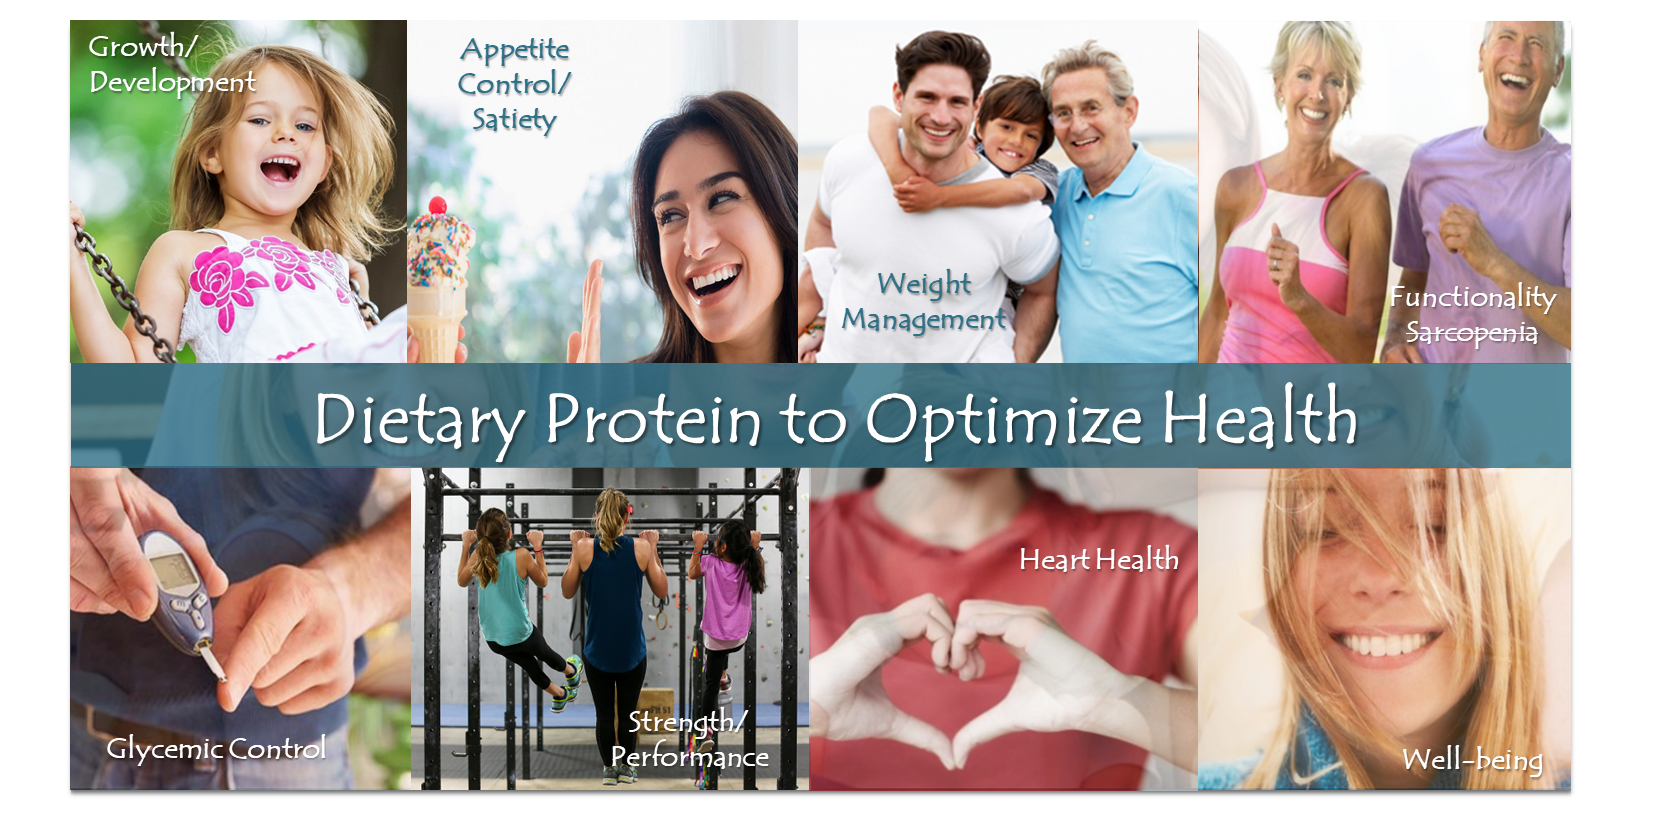 Growth/
Development
Appetite
Control/
Satiety
Weight
Management
Functionality
Sarcopenia
Dietary Protein to Optimize Health
Glycemic Control
Strength/
Performance
Heart Health
Well-being